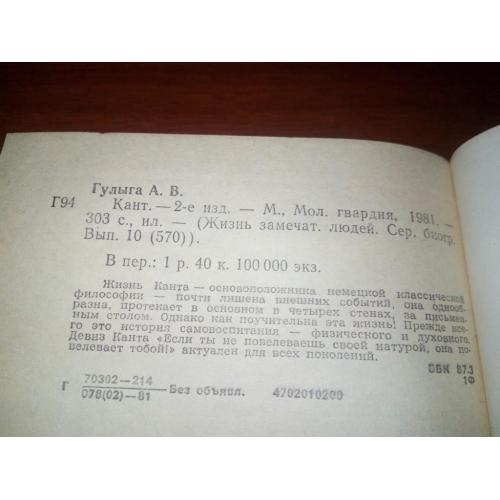 Гулыга А. В.
Г94 Кант. — 2-е изд. — М., Мол. гвардия, 1981. —
303 с., ил. — (Жизнь замечат. людей. Сер. биогр.
Вып. 10 (570)).
В пер.: 1 р. 40 к. 100 000 экз.
Жизнь Канта — основоположника немецкой классической
философии — почти лишена внешних событий, она однооб-
разна, протекает в основном в четырех стенах, за письмен-
ным столом. Однако как поучительна эта жизнь! Прежде все-
го это история самовоспитания — физического и духовного.
Девиз Канта «Если ты не повелеваешь своей натурой, она по-
велевает тобой!» актуален для всех поколений.
ББК 87.3
1Ф
Г 70302—214
078(02)—81 Без объявл. 4702010200